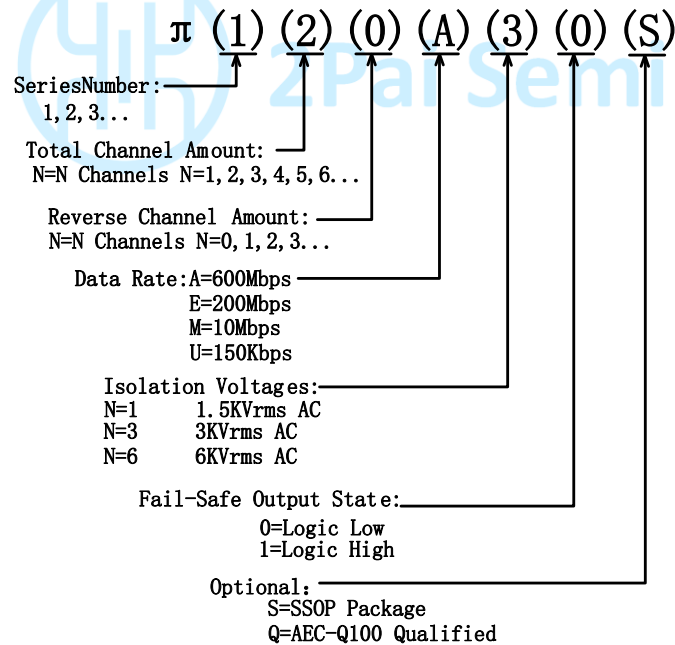 π (1) (2) (0) (A) (3) (0) (S)
2Pai Semi
SeriesNumber:
1,2,3...
Total Channel Amount:
N=N Channels N=1,2,3,4,5,6...
Reverse Channel Amount:
N=N Channels N=0,1,2,3...
Data Rate:A=600Mbps
E=200Mbps
M=10Mbps
U=150Kbps
Isolation Voltages:
N=1 1.5KVrms AC
N=3 3KVrms AC
N=6 6KVrms AC
Fail-Safe Output State:
0=Logic Low
1=Logic High
Optional:
S=SSOP Package
Q=AEC-Q100 Qualified